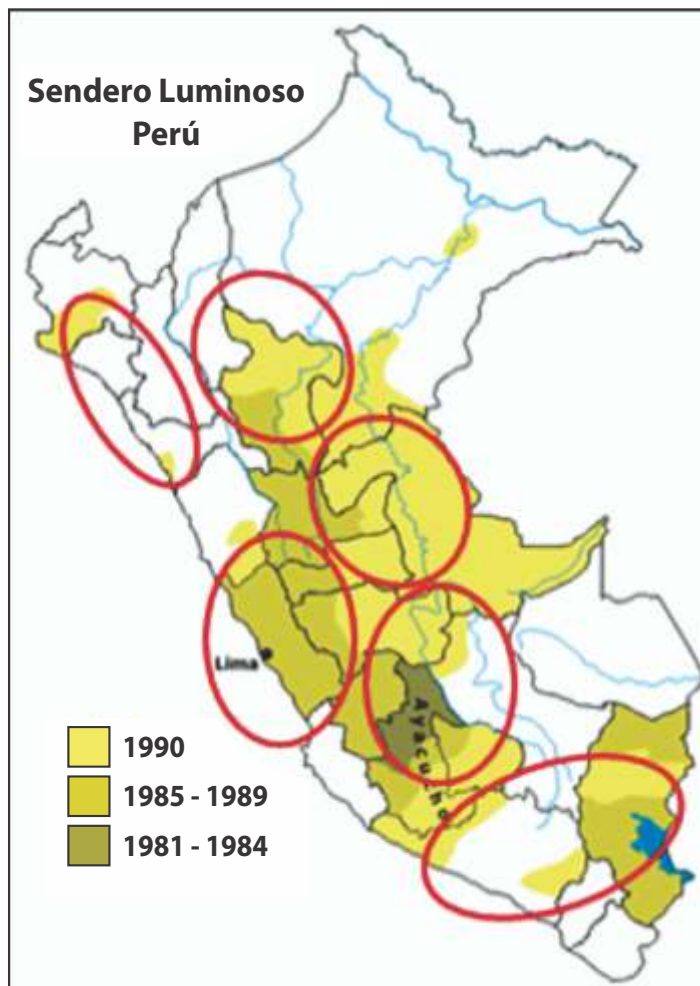 Sendero Luminoso
Perú
Lima
Ayacucho
1990
1985 - 1989
1981 - 1984